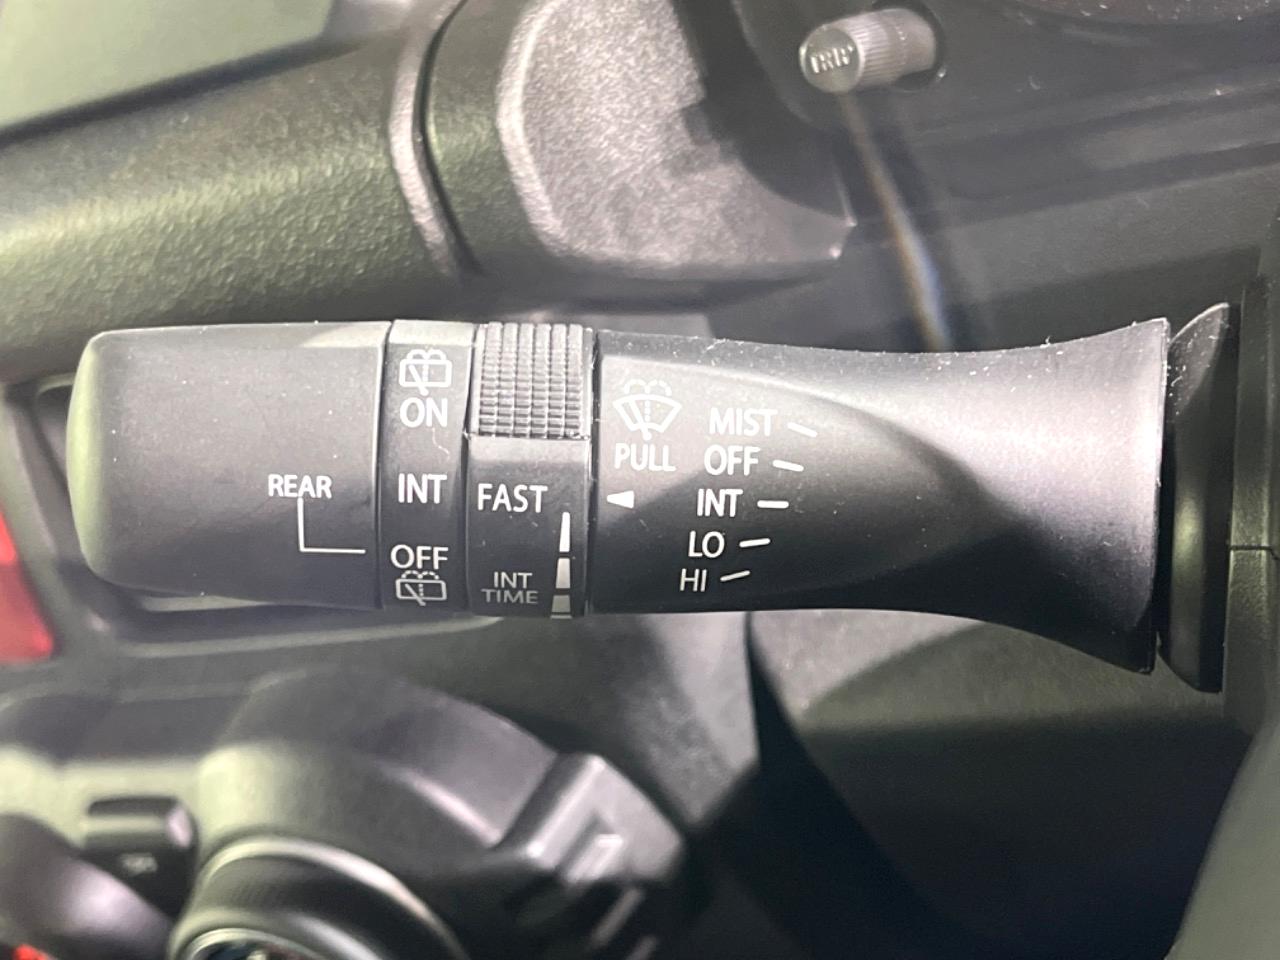 TRIP
ON
INT
OFF
REAR
FAST
INT
TIME
PULL
MIST
OFF
INT
LO
HI